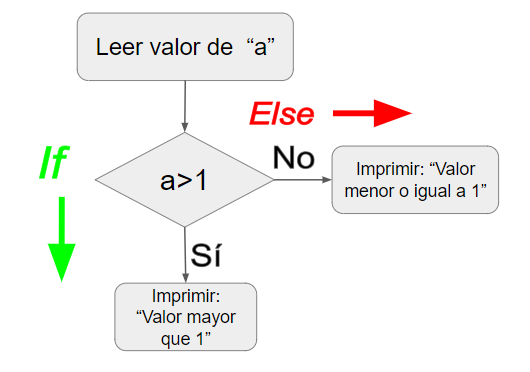 Leer valor de “a”
Else
If
a>1
No
Imprimir: “Valor
menor o igual a 1”
Sí
Imprimir:
“Valor mayor
que 1”